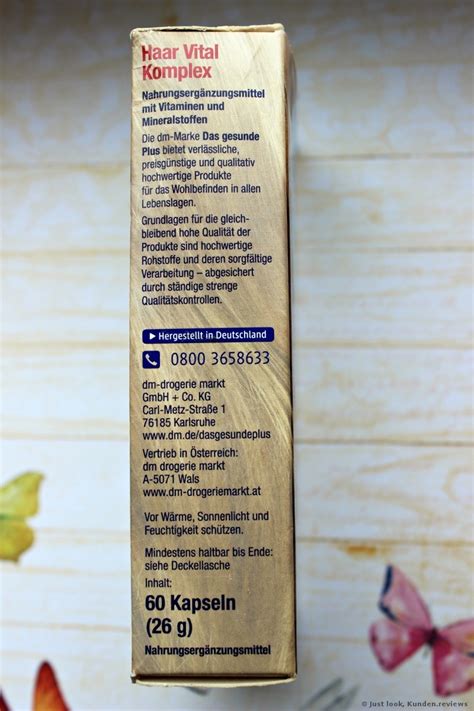 Haar Vital
Komplex
Nahrungsergänzungsmittel
mit Vitaminen und
Mineralstoffen
Die dm-Marke Das gesunde
Plus bietet verlässliche,
preisgünstige und qualitativ
hochwertige Produkte
für das Wohlbefinden in allen
Lebenslagen.
Grundlagen für die gleich-
bleibend hohe Qualität der
Produkte sind hochwertige
Rohstoffe und deren sorgfältige
Verarbeitung – abgesichert
durch ständige strenge
Qualitätskontrollen.
Hergestellt in Deutschland
0800 3658633
dm-drogerie markt
GmbH + Co. KG
Carl-Metz-Straße 1
76185 Karlsruhe
www.dm.de/dasgesundeplus
Vertrieb in Österreich:
dm drogerie markt
A-5071 Wals
www.dm-drogeriemarkt.at
Vor Wärme, Sonnenlicht und
Feuchtigkeit schützen.
Mindestens haltbar bis Ende:
siehe Deckellasche
Inhalt:
60 Kapseln
(26 g)
Nahrungsergänzungsmittel
© Just look, Kunden.reviews